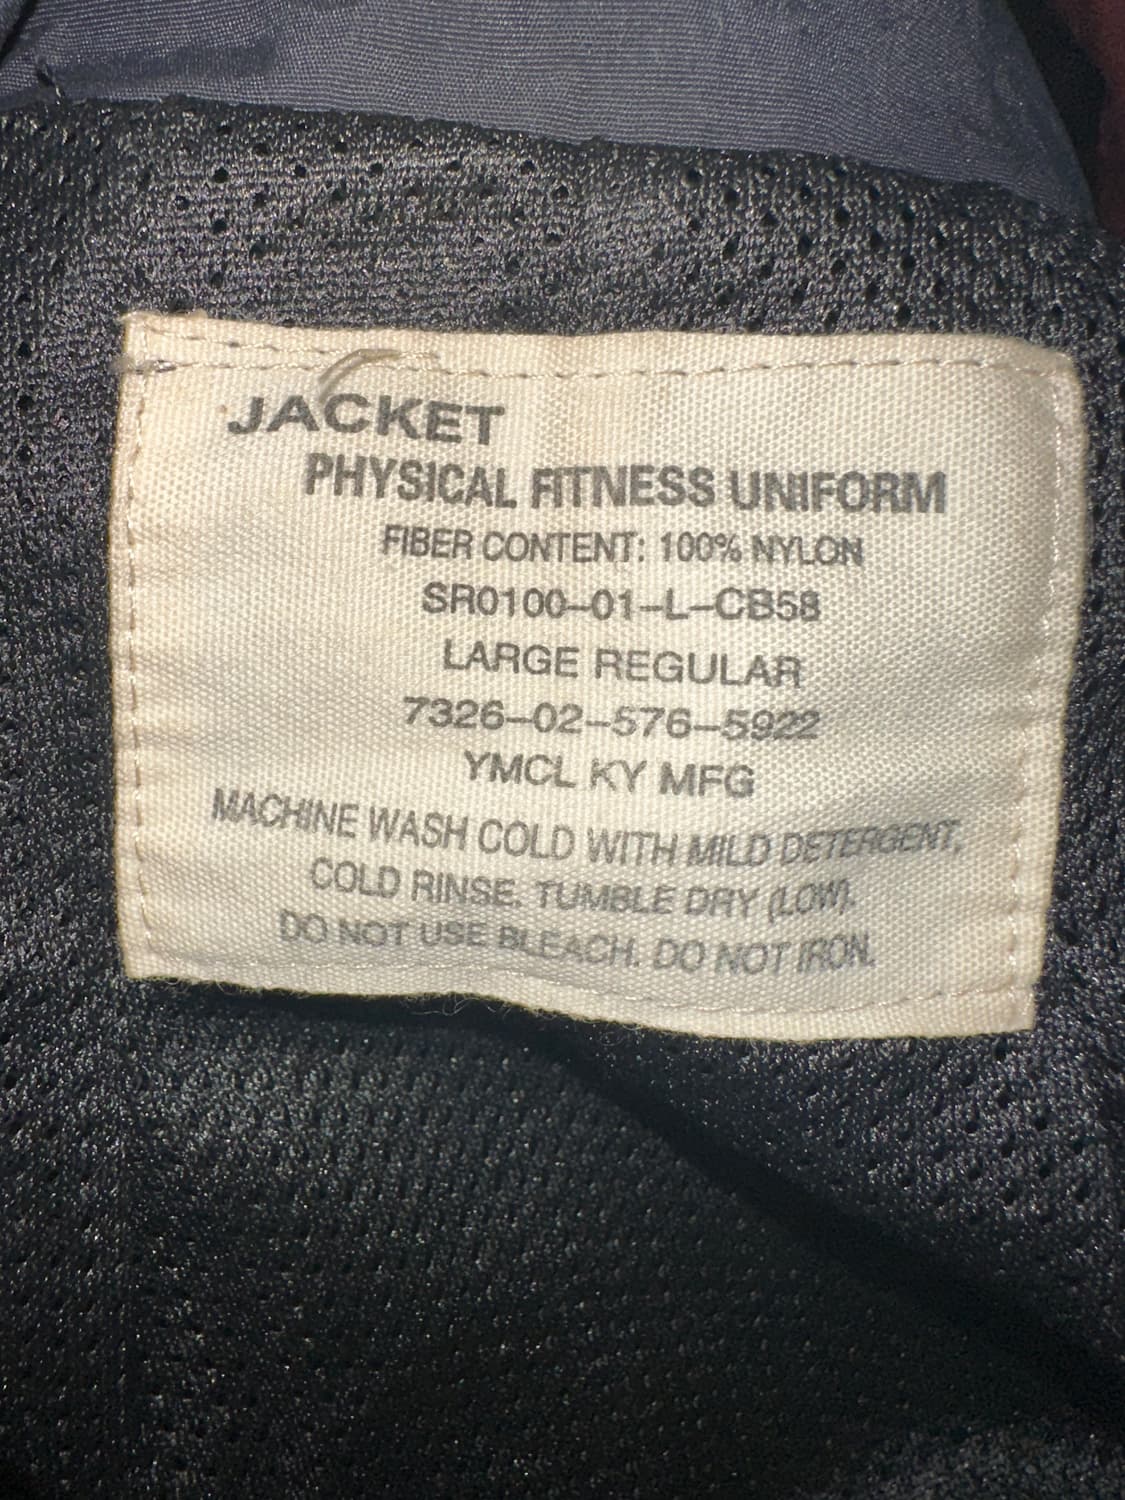 JACKET
PHYSICAL FITNESS UNIFORM
FIBER CONTENT: 100% NYLON
SR0100-01-L-CB58
LARGE REGULAR
7326-02-576-5922
YMCL KY MFG
MACHINE WASH COLD WITH MILD DETERGENT,
COLD RINSE. TUMBLE DRY (LOW).
DO NOT USE BLEACH. DO NOT IRON.